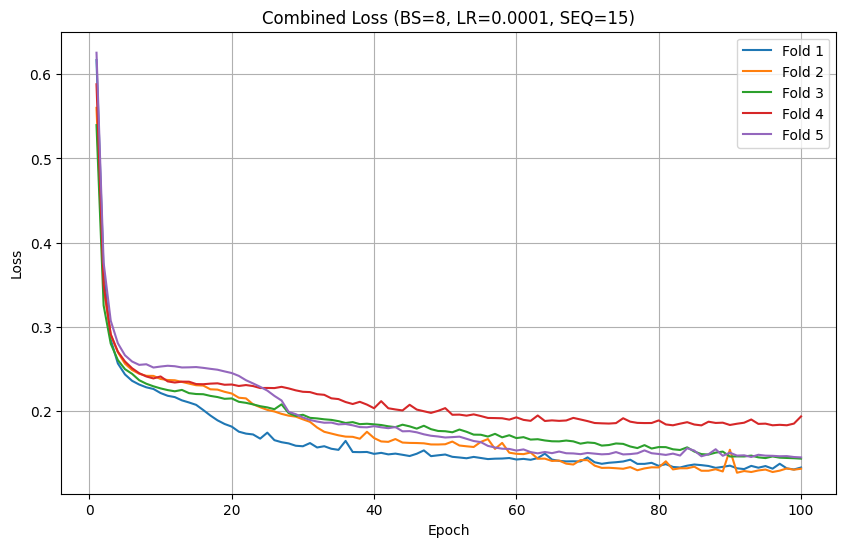 Combined Loss (BS=8, LR=0.0001, SEQ=15)
Fold 1
Fold 2
Fold 3
Fold 4
Fold 5
Loss
0.6
0.5
0.4
0.3
0.2
0 20 40 60 80 100
Epoch